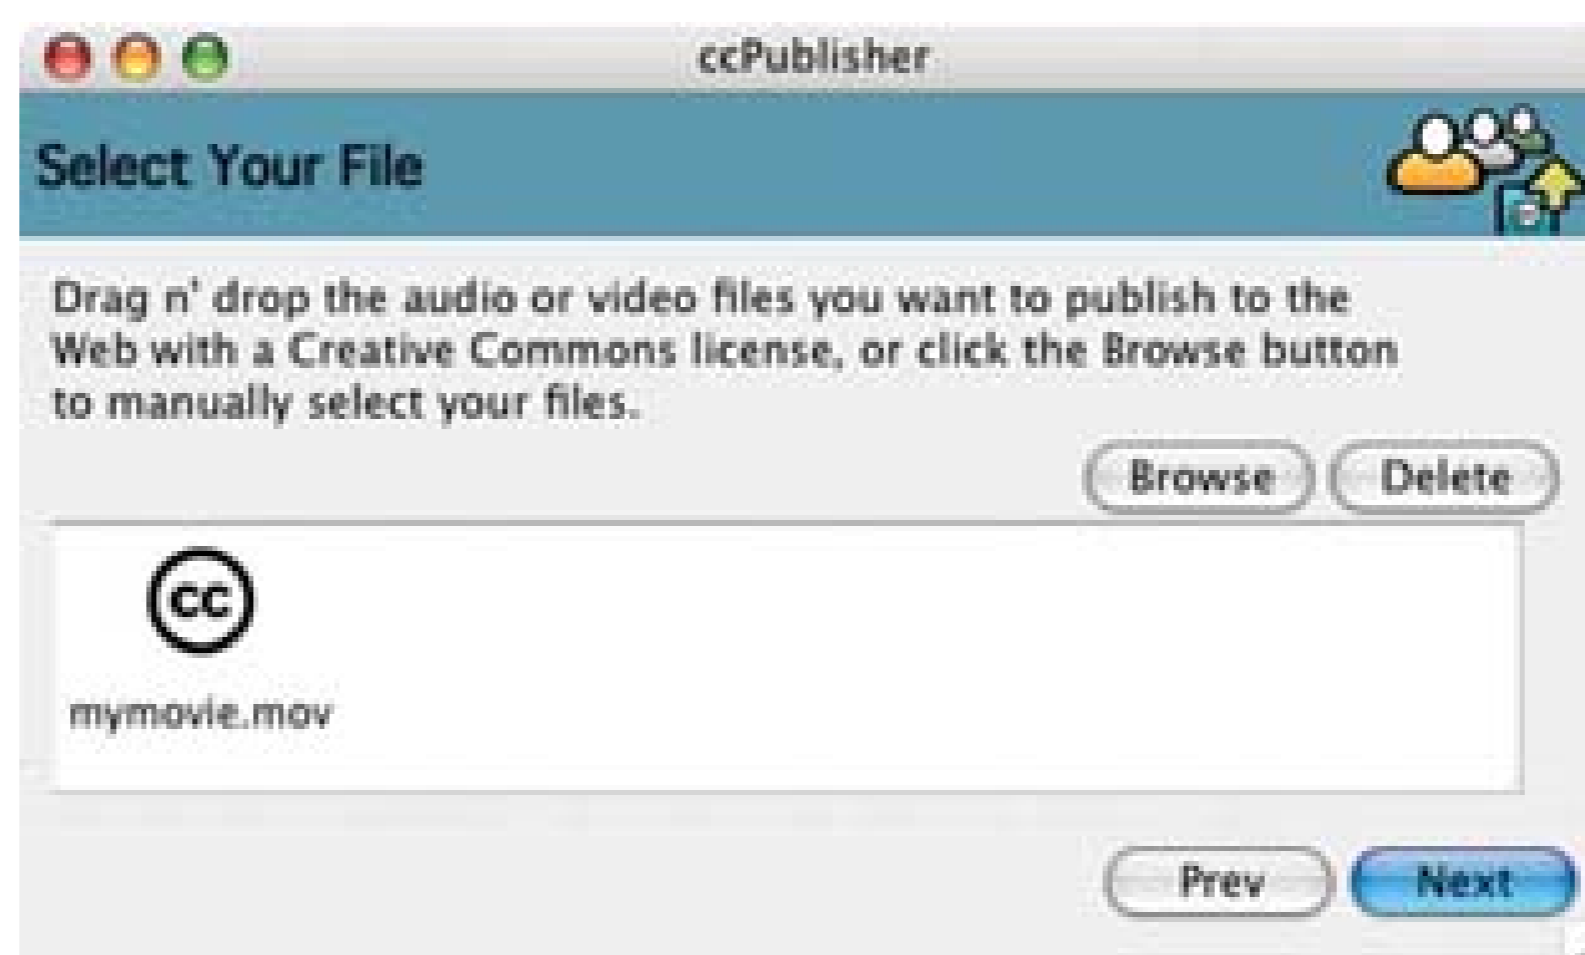 ccPublisher
Select Your File
Drag n' drop the audio or video files you want to publish to the
Web with a Creative Commons license, or click the Browse button
to manually select your files.
Browse Delete
cc
mymovie.mov
Prev Next